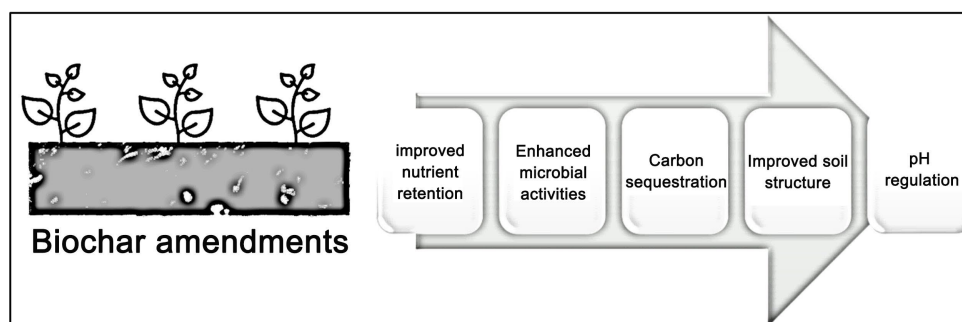 Biochar amendments
improved
nutrient
retention
Enhanced
microbial
activities
Carbon
sequestration
Improved soil
structure
pH
regulation